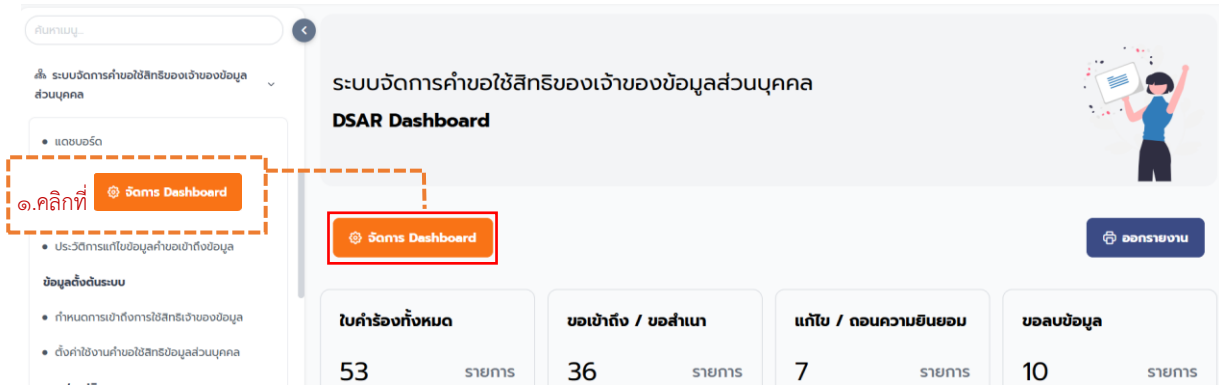 ค้นหาเมนู...
ระบบจัดการคำขอใช้สิทธิของเจ้าของข้อมูล
ส่วนบุคคล
แดชบอร์ด
๑.คลิกที่ จัดการ Dashboard
ประวัติการแก้ไขข้อมูลคำขอเข้าถึงข้อมูล
ข้อมูลตั้งต้นระบบ
กำหนดการเข้าถึงการใช้สิทธิเจ้าของข้อมูล
ตั้งค่าใช้งานคำขอใช้สิทธิข้อมูลส่วนบุคคล
ระบบจัดการคำขอใช้สิทธิของเจ้าของข้อมูลส่วนบุคคล
DSAR Dashboard
จัดการ Dashboard
ออกรายงาน
ใบคำร้องทั้งหมด
53 รายการ
ขอเข้าถึง / ขอสำเนา
36 รายการ
แก้ไข / ถอนความยินยอม
7 รายการ
ขอลบข้อมูล
10 รายการ